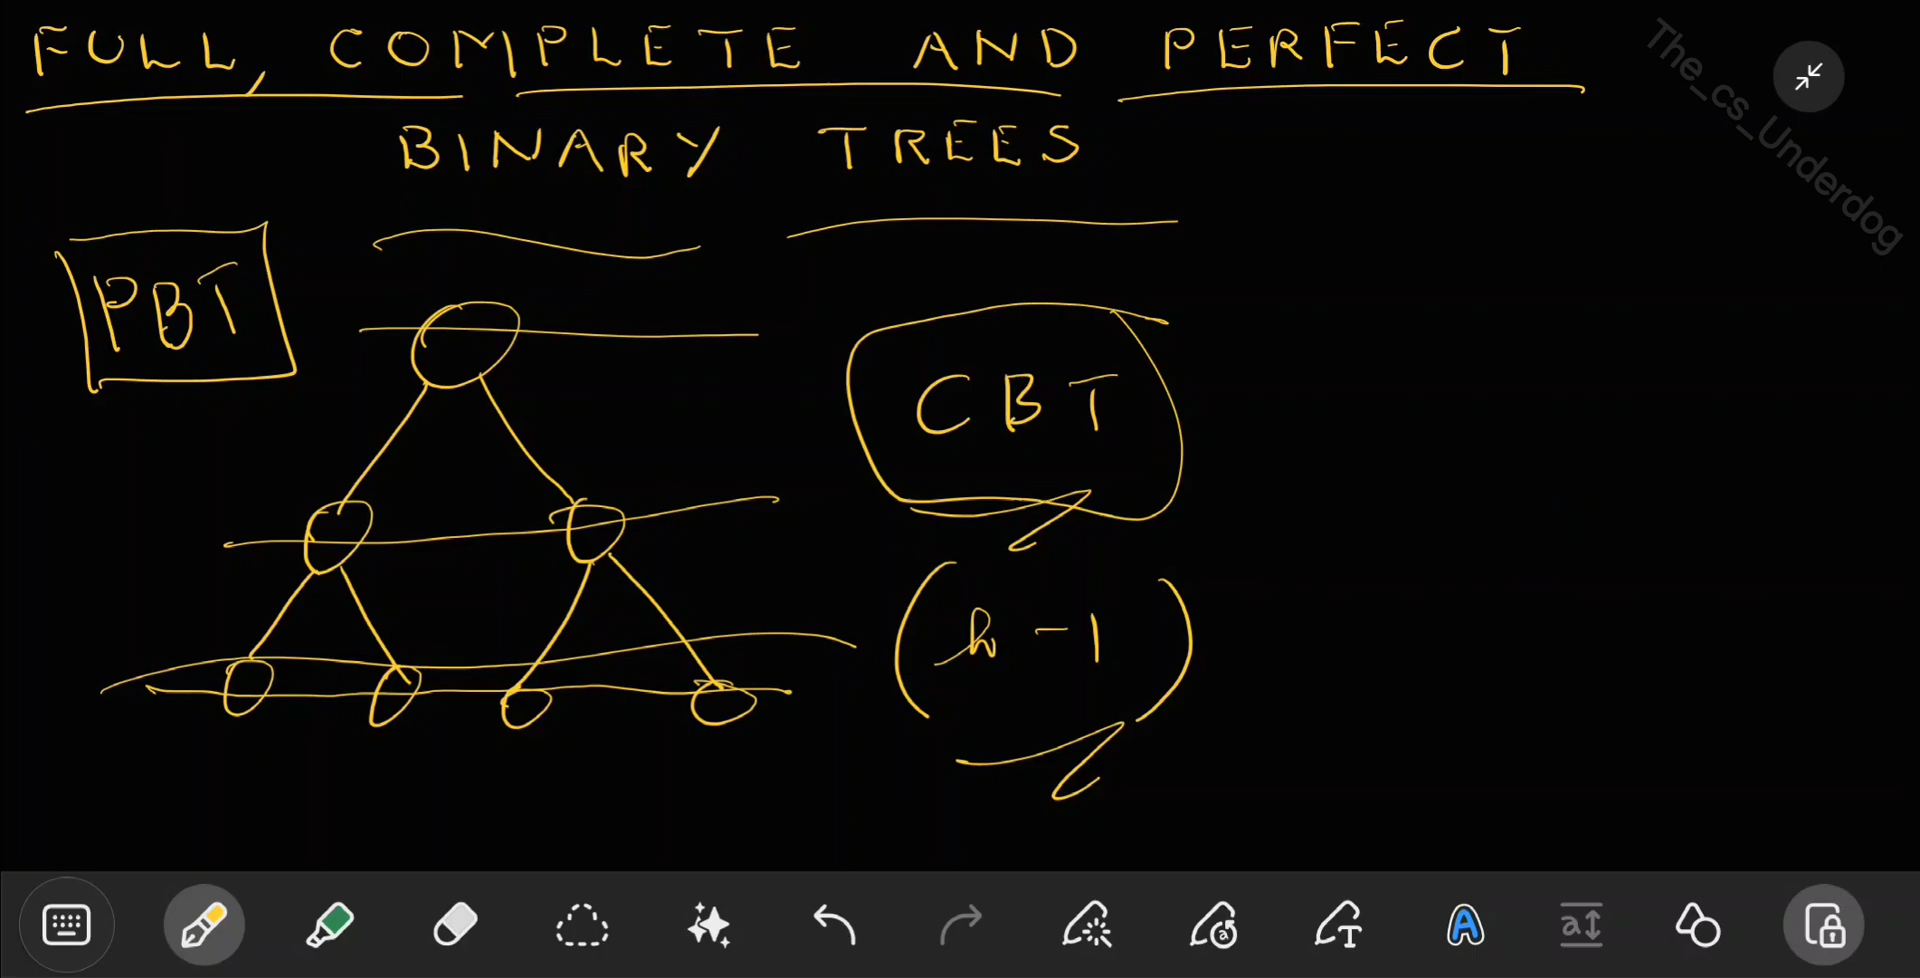 FULL, COMPLETE AND PERFECT
BINARY TREES
PBT
CBT
(h-1)
The_cs_Underdog